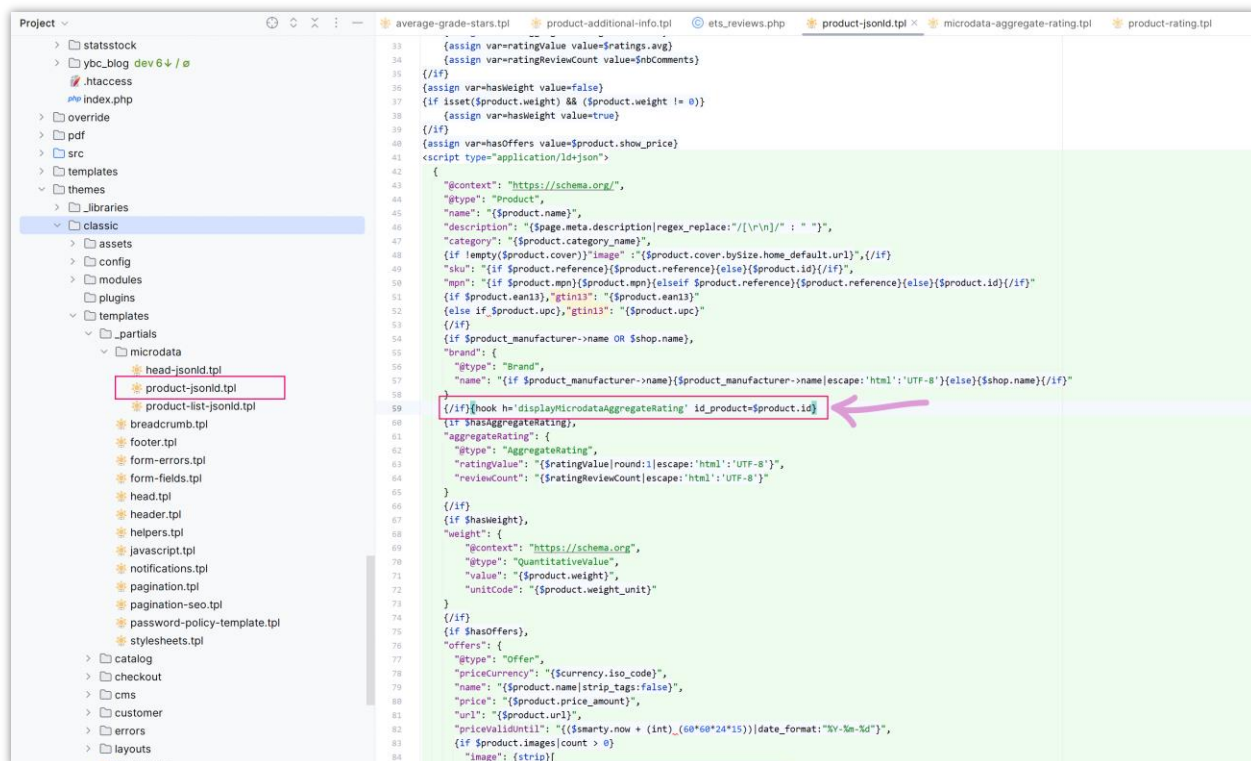 Project
average-grade-stars.tpl
product-additional-info.tpl
ets_reviews.php
product-jsonld.tpl
microdata-aggregate-rating.tpl
product-rating.tpl
statsstock
ybc_blog dev 6↓ / ø
.htaccess
php index.php
override
pdf
src
templates
themes
_libraries
classic
assets
config
modules
plugins
templates
_partials
microdata
head-jsonld.tpl
product-jsonld.tpl
product-list-jsonld.tpl
breadcrumb.tpl
footer.tpl
form-errors.tpl
form-fields.tpl
head.tpl
header.tpl
helpers.tpl
javascript.tpl
notifications.tpl
pagination.tpl
pagination-seo.tpl
password-policy-template.tpl
stylesheets.tpl
catalog
checkout
cms
customer
errors
layouts
33 {assign var=ratingValue value=$ratings.avg}
34 {assign var=ratingReviewCount value=$nbComments}
35 {/if}
36 {assign var=hasWeight value=false}
37 {if isset($product.weight) && ($product.weight != 0)}
38 {assign var=hasWeight value=true}
39 {/if}
40 {assign var=hasOffers value=$product.show_price}
41 <script type="application/ld+json">
42 {
43 "@context": "https://schema.org/",
44 "@type": "Product",
45 "name": "{$product.name}",
46 "description": "{$page.meta.description|regex_replace:"/[\r\n]/" : " "}",
47 "category": "{$product.category_name}",
48 {if !empty($product.cover)}"image" :"{$product.cover.bySize.home_default.url}",{/if}
49 "sku": "{if $product.reference}{$product.reference}{else}{$product.id}{/if}",
50 "mpn": "{if $product.mpn}{$product.mpn}{elseif $product.reference}{$product.reference}{else}{$product.id}{/if}"
51 {if $product.ean13},"gtin13": "{$product.ean13}"
52 {else if $product.upc},"gtin13": "{$product.upc}"
53 {/if}
54 {if $product_manufacturer->name OR $shop.name},
55 "brand": {
56 "@type": "Brand",
57 "name": "{if $product_manufacturer->name}{$product_manufacturer->name|escape:'html':'UTF-8'}{else}{$shop.name}{/if}"
58 }
59 {/if}{hook h='displayMicrodataAggregateRating' id_product=$product.id}
60 {if $hasAggregateRating},
61 "aggregateRating": {
62 "@type": "AggregateRating",
63 "ratingValue": "{$ratingValue|round:1|escape:'html':'UTF-8'}",
64 "reviewCount": "{$ratingReviewCount|escape:'html':'UTF-8'}"
65 }
66 {/if}
67 {if $hasWeight},
68 "weight": {
69 "@context": "https://schema.org",
70 "@type": "QuantitativeValue",
71 "value": "{$product.weight}",
72 "unitCode": "{$product.weight_unit}"
73 }
74 {/if}
75 {if $hasOffers},
76 "offers": {
77 "@type": "Offer",
78 "priceCurrency": "{$currency.iso_code}",
79 "name": "{$product.name|strip_tags:false}",
80 "price": "{$product.price_amount}",
81 "url": "{$product.url}",
82 "priceValidUntil": "{($smarty.now + (int) (60*60*24*15))|date_format:"%Y-%m-%d"}",
83 {if $product.images|count > 0}
84 "image": {strip}[